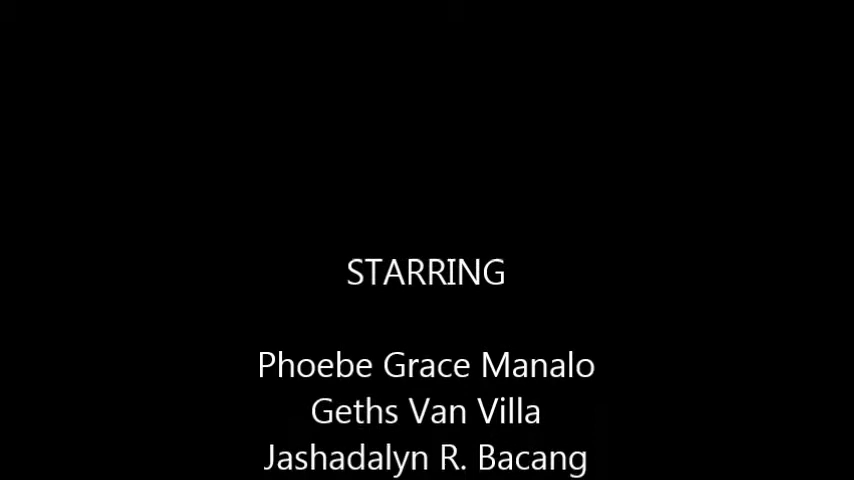 STARRING
Phoebe Grace Manalo
Geths Van Villa
Jashadalyn R. Bacang